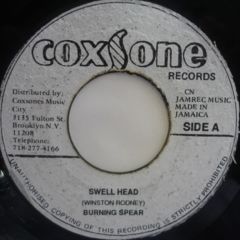 coxsone
RECORDS
Distributed by:
Coxsones Music
City
3135 Fulton St.
Brooklyn N.Y.
11208
Telephone:
718-277-4166
CN
JAMREC MUSIC
MADE IN
JAMAICA
SIDE A
SWELL HEAD
(WINSTON RODNEY)
BURNING SPEAR
UNAUTHORISED COPYING OF THIS RECORDING IS STRICTLY PROHIBITED